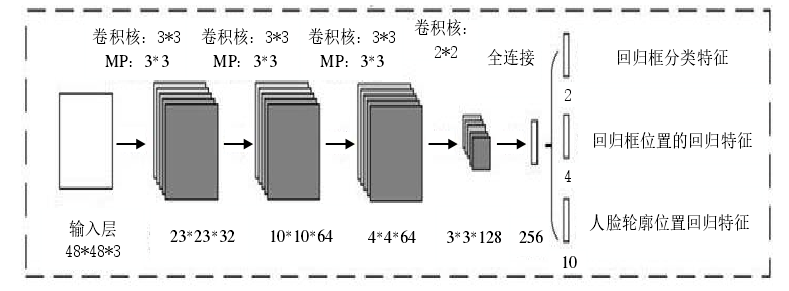 卷积核：3*3
MP：3*3
卷积核：3*3
MP：3*3
卷积核：3*3
MP：3*3
卷积核：
2*2
全连接
回归框分类特征
2
回归框位置的回归特征
4
人脸轮廓位置回归特征
10
输入层
48*48*3
23*23*32
10*10*64
4*4*64
3*3*128
256